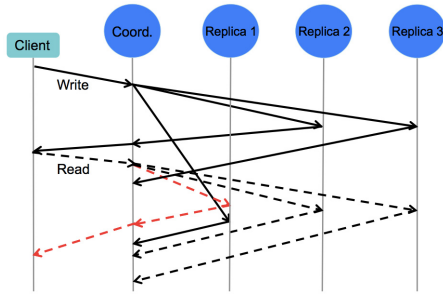 Client
Coord.
Replica 1
Replica 2
Replica 3
Write
Read